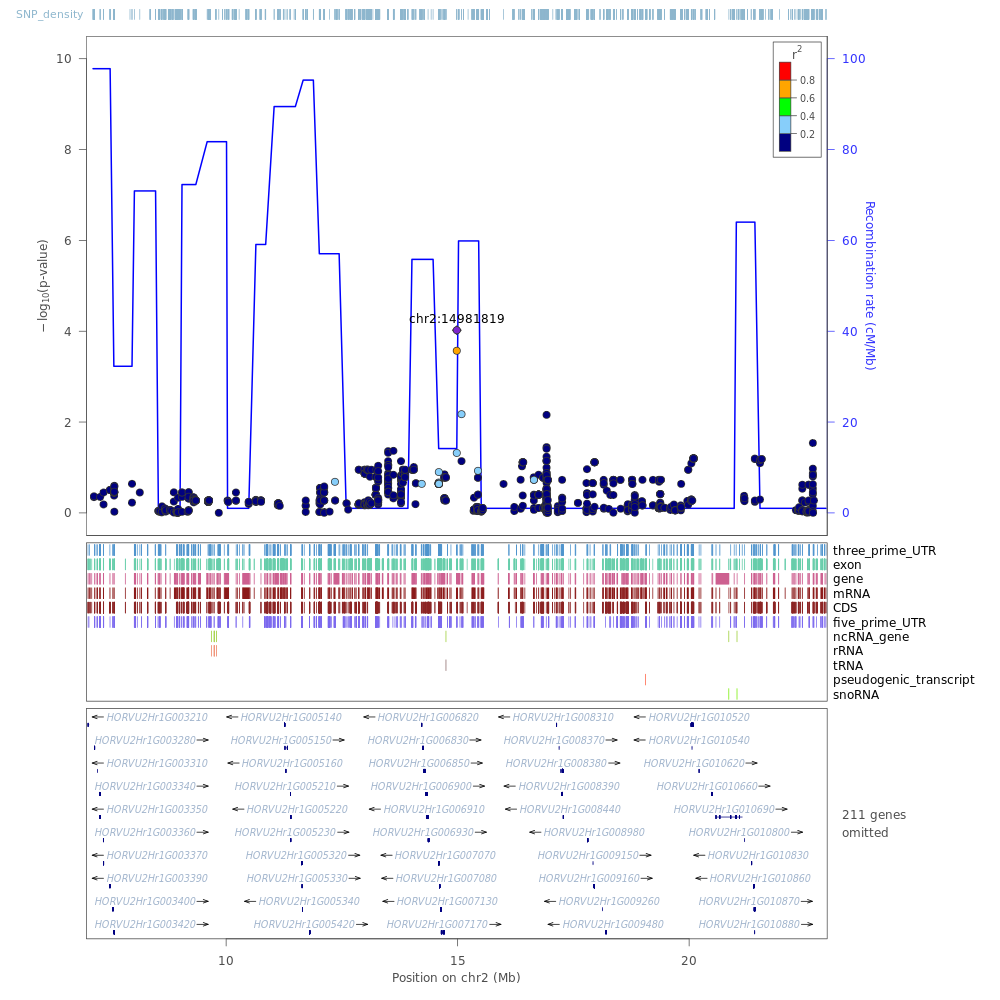 SNP_density
r2
0.8
0.6
0.4
0.2
10
8
6
4
2
0
−log10(p-value)
100
80
60
40
20
0
Recombination rate (cM/Mb)
chr2:14981819
three_prime_UTR
exon
gene
mRNA
CDS
five_prime_UTR
ncRNA_gene
rRNA
tRNA
pseudogenic_transcript
snoRNA
HORVU2Hr1G003210 HORVU2Hr1G005140 HORVU2Hr1G006820 HORVU2Hr1G008310 HORVU2Hr1G010520
HORVU2Hr1G003280 HORVU2Hr1G005150 HORVU2Hr1G006830 HORVU2Hr1G008370 HORVU2Hr1G010540
HORVU2Hr1G003310 HORVU2Hr1G005160 HORVU2Hr1G006850 HORVU2Hr1G008380 HORVU2Hr1G010620
HORVU2Hr1G003340 HORVU2Hr1G005210 HORVU2Hr1G006900 HORVU2Hr1G008390 HORVU2Hr1G010660
HORVU2Hr1G003350 HORVU2Hr1G005220 HORVU2Hr1G006910 HORVU2Hr1G008440 HORVU2Hr1G010690
HORVU2Hr1G003360 HORVU2Hr1G005230 HORVU2Hr1G006930 HORVU2Hr1G008980 HORVU2Hr1G010800
HORVU2Hr1G003370 HORVU2Hr1G005320 HORVU2Hr1G007070 HORVU2Hr1G009150 HORVU2Hr1G010830
HORVU2Hr1G003390 HORVU2Hr1G005330 HORVU2Hr1G007080 HORVU2Hr1G009160 HORVU2Hr1G010860
HORVU2Hr1G003400 HORVU2Hr1G005340 HORVU2Hr1G007130 HORVU2Hr1G009260 HORVU2Hr1G010870
HORVU2Hr1G003420 HORVU2Hr1G005420 HORVU2Hr1G007170 HORVU2Hr1G009480 HORVU2Hr1G010880
211 genes
omitted
10 15 20
Position on chr2 (Mb)